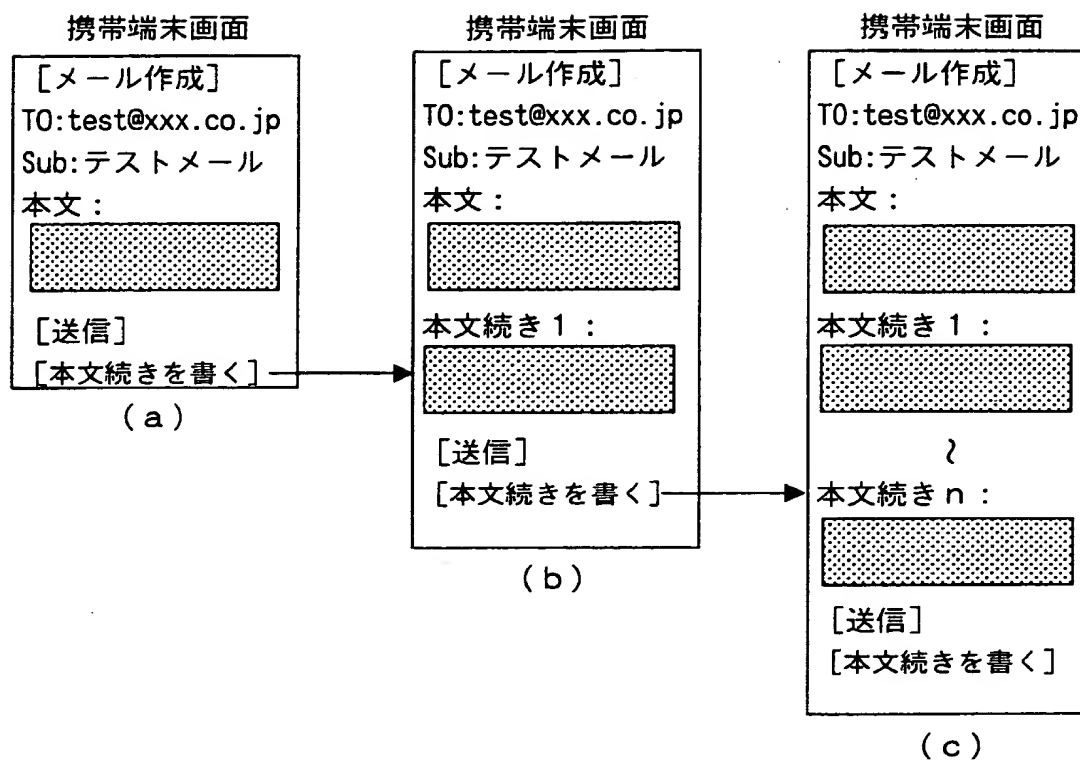 携帯端末画面
[メール作成]
TO:test@xxx.co.jp
Sub:テストメール
本文:
[送信]
[本文続きを書く]
(a)
携帯端末画面
[メール作成]
TO:test@xxx.co.jp
Sub:テストメール
本文:
本文続き1:
[送信]
[本文続きを書く]
(b)
携帯端末画面
[メール作成]
TO:test@xxx.co.jp
Sub:テストメール
本文:
本文続き1:
~
本文続きn:
[送信]
[本文続きを書く]
(c)